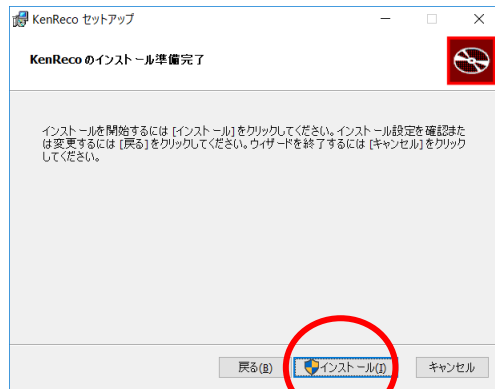 KenReco セットアップ
KenReco のインストール準備完了
インストールを開始するには [インストール] をクリックしてください。インストール設定を確認また
は変更するには [戻る] をクリックしてください。ウィザードを終了するには [キャンセル] をクリック
してください。
戻る(B) インストール(I) キャンセル